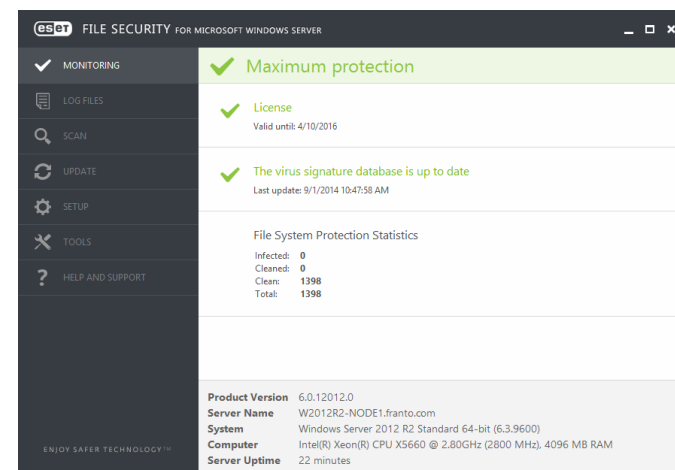 eset FILE SECURITY FOR MICROSOFT WINDOWS SERVER
MONITORING
LOG FILES
SCAN
UPDATE
SETUP
TOOLS
? HELP AND SUPPORT
ENJOY SAFER TECHNOLOGY™
Maximum protection
License
Valid until: 4/10/2016
The virus signature database is up to date
Last update: 9/1/2014 10:47:58 AM
File System Protection Statistics
Infected: 0
Cleaned: 0
Clean: 1398
Total: 1398
Product Version 6.0.12012.0
Server Name W2012R2-NODE1.franto.com
System Windows Server 2012 R2 Standard 64-bit (6.3.9600)
Computer Intel(R) Xeon(R) CPU X5660 @ 2.80GHz (2800 MHz), 4096 MB RAM
Server Uptime 22 minutes